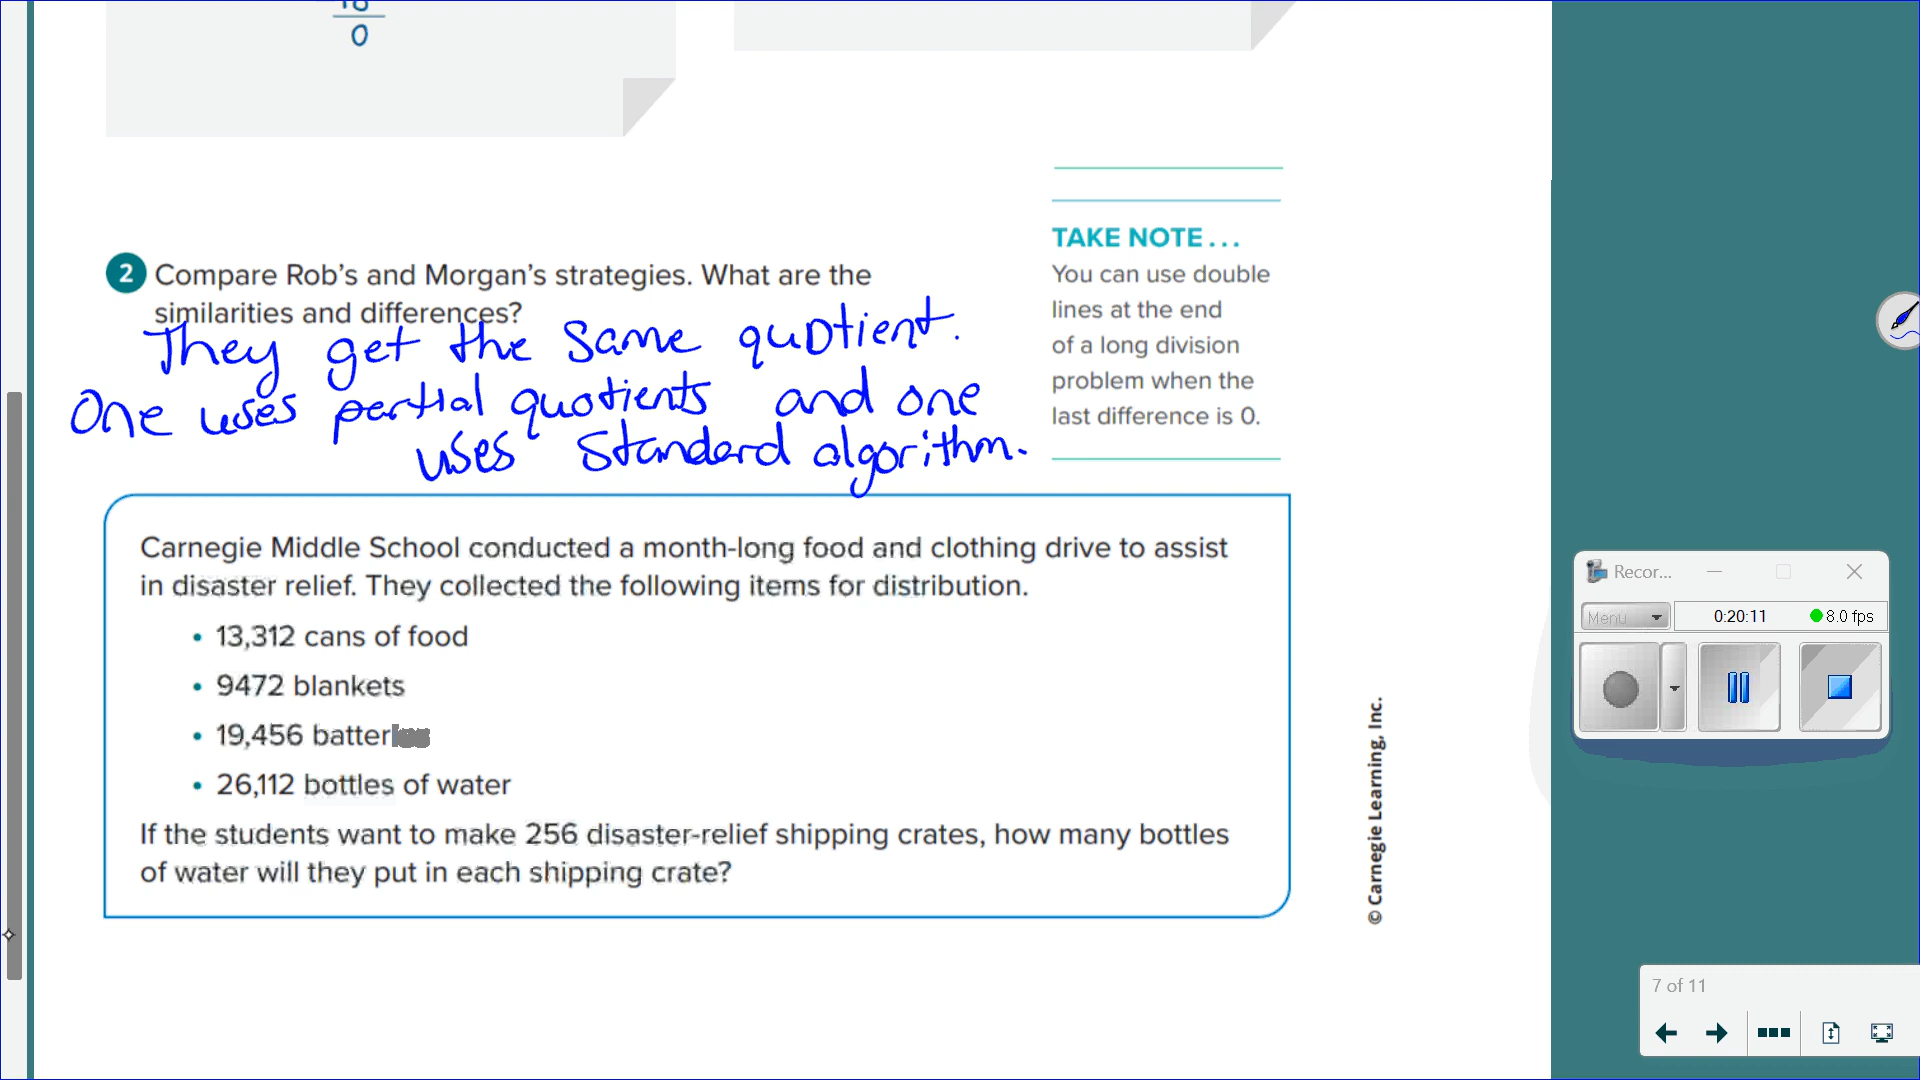 0
2 Compare Rob's and Morgan's strategies. What are the
similarities and differences?
They get the same quotient.
One uses partial quotients and one
uses standard algorithm.
TAKE NOTE...
You can use double
lines at the end
of a long division
problem when the
last difference is 0.
Carnegie Middle School conducted a month-long food and clothing drive to assist
in disaster relief. They collected the following items for distribution.
• 13,312 cans of food
• 9472 blankets
• 19,456
• 26,112 bottles of water
If the students want to make 256 disaster-relief shipping crates, how many bottles
of water will they put in each shipping crate?
© Carnegie Learning, Inc.
Recor...
Menu
0:20:11
8.0 fps
7 of 11